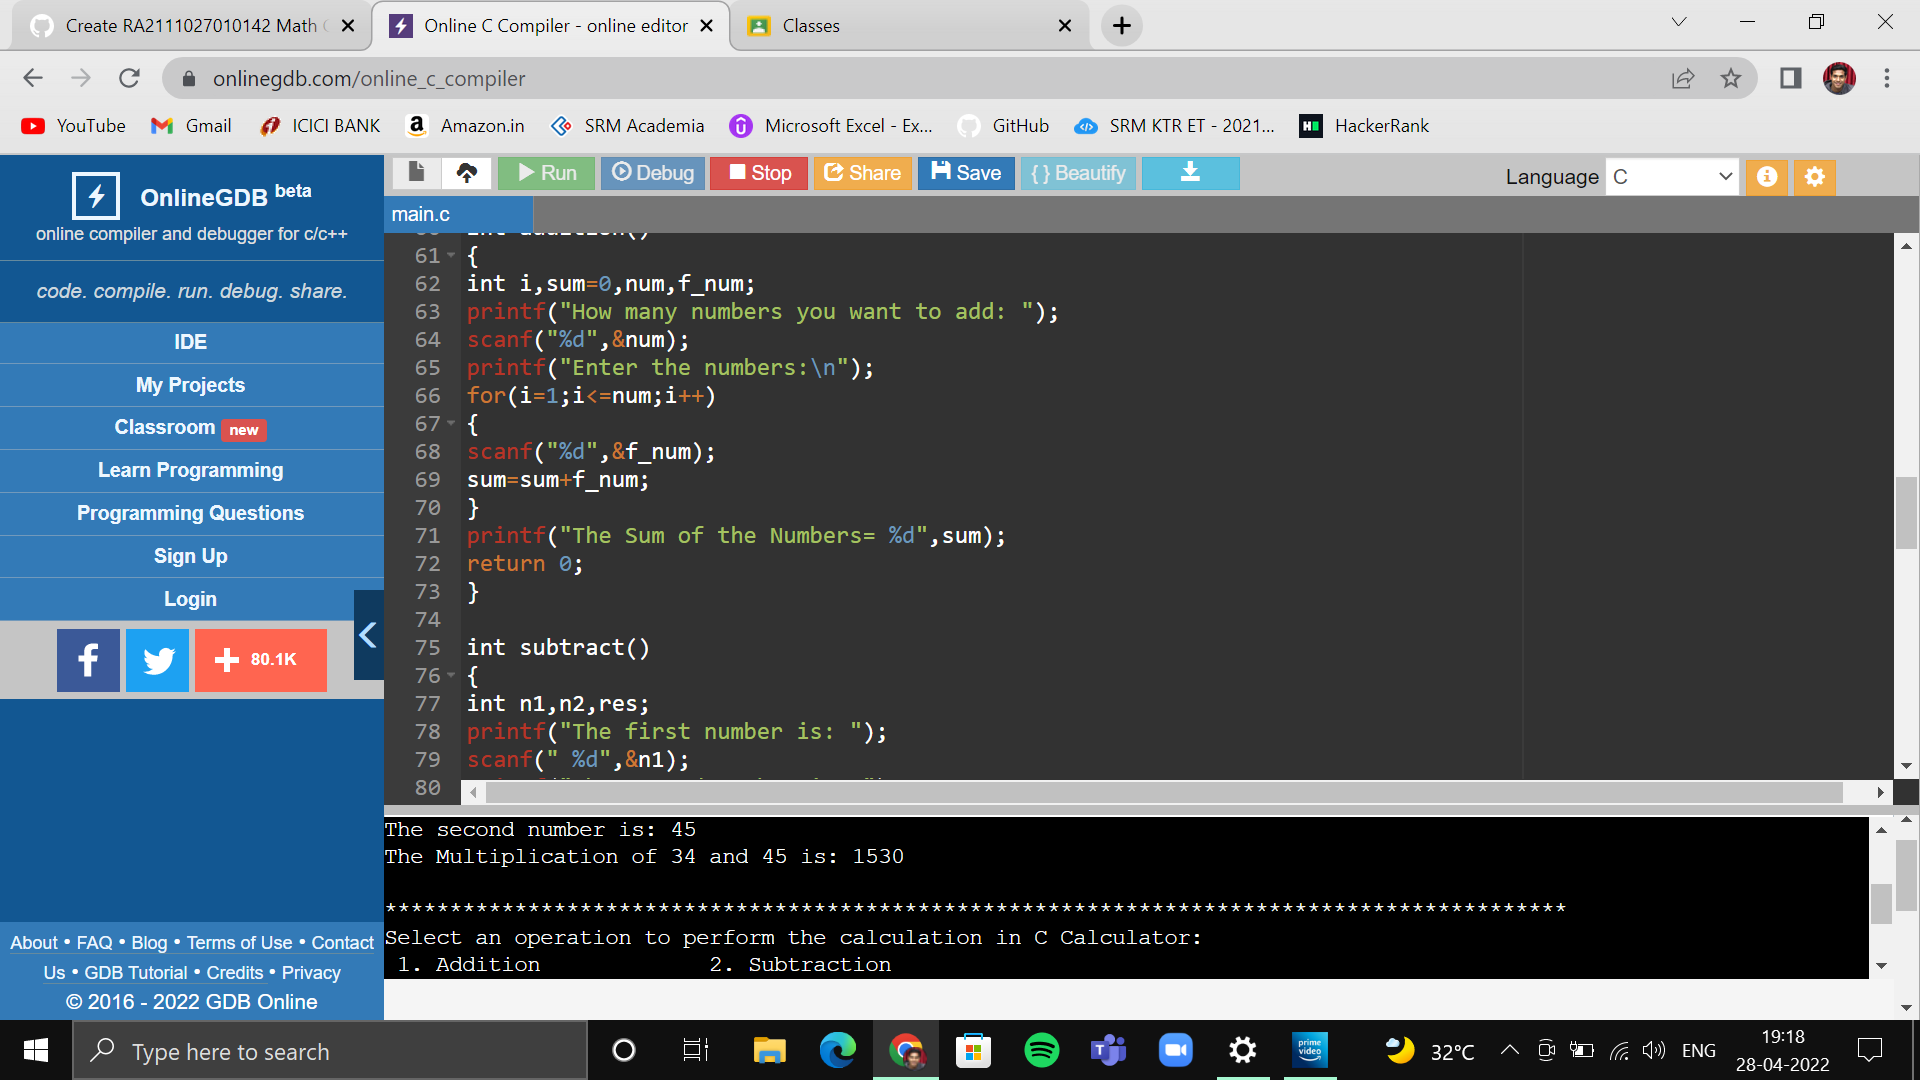 Create RA2111027010142 Math
Online C Compiler - online editor
Classes
onlinegdb.com/online_c_compiler
YouTube
Gmail
ICICI BANK
Amazon.in
SRM Academia
Microsoft Excel - Ex...
GitHub
SRM KTR ET - 2021...
HackerRank
OnlineGDB beta
online compiler and debugger for c/c++
code. compile. run. debug. share.
IDE
My Projects
Classroom new
Learn Programming
Programming Questions
Sign Up
Login
80.1K
About • FAQ • Blog • Terms of Use • Contact
Us • GDB Tutorial • Credits • Privacy
© 2016 - 2022 GDB Online
Run
Debug
Stop
Share
Save
{ } Beautify
Language C
main.c
61 {
62 int i,sum=0,num,f_num;
63 printf("How many numbers you want to add: ");
64 scanf("%d",&num);
65 printf("Enter the numbers:\n");
66 for(i=1;i<=num;i++)
67 {
68 scanf("%d",&f_num);
69 sum=sum+f_num;
70 }
71 printf("The Sum of the Numbers= %d",sum);
72 return 0;
73 }
74
75 int subtract()
76 {
77 int n1,n2,res;
78 printf("The first number is: ");
79 scanf(" %d",&n1);
80
The second number is: 45
The Multiplication of 34 and 45 is: 1530
*******************************************************************************************
Select an operation to perform the calculation in C Calculator:
1. Addition 2. Subtraction
Type here to search
prime video
32°C
ENG
19:18
28-04-2022